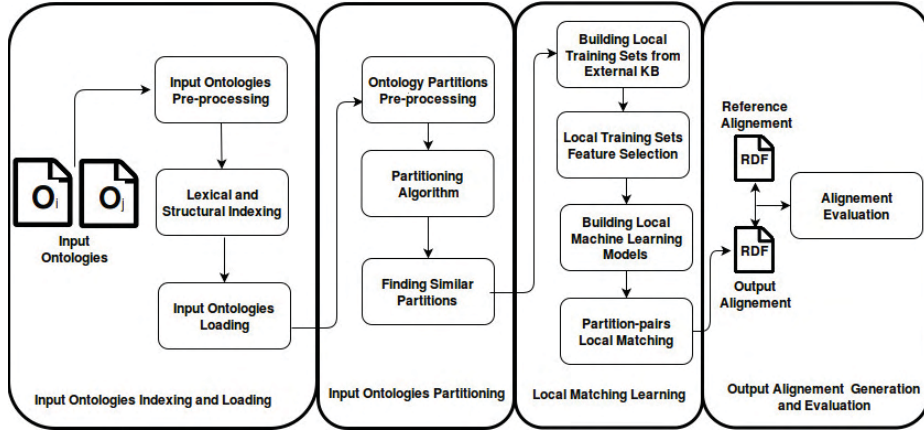 Input Ontologies
Pre-processing
Oi
Oj
Input
Ontologies
Lexical and
Structural Indexing
Input Ontologies
Loading
Input Ontologies Indexing and Loading
Ontology Partitions
Pre-processing
Partitioning
Algorithm
Finding Similar
Partitions
Input Ontologies Partitioning
Building Local
Training Sets from
External KB
Local Training Sets
Feature Selection
Building Local
Machine Learning
Models
Partition-pairs
Local Matching
Local Matching Learning
Reference
Alignement
RDF
RDF
Output
Alignement
Alignement
Evaluation
Output Alignement Generation
and Evaluation